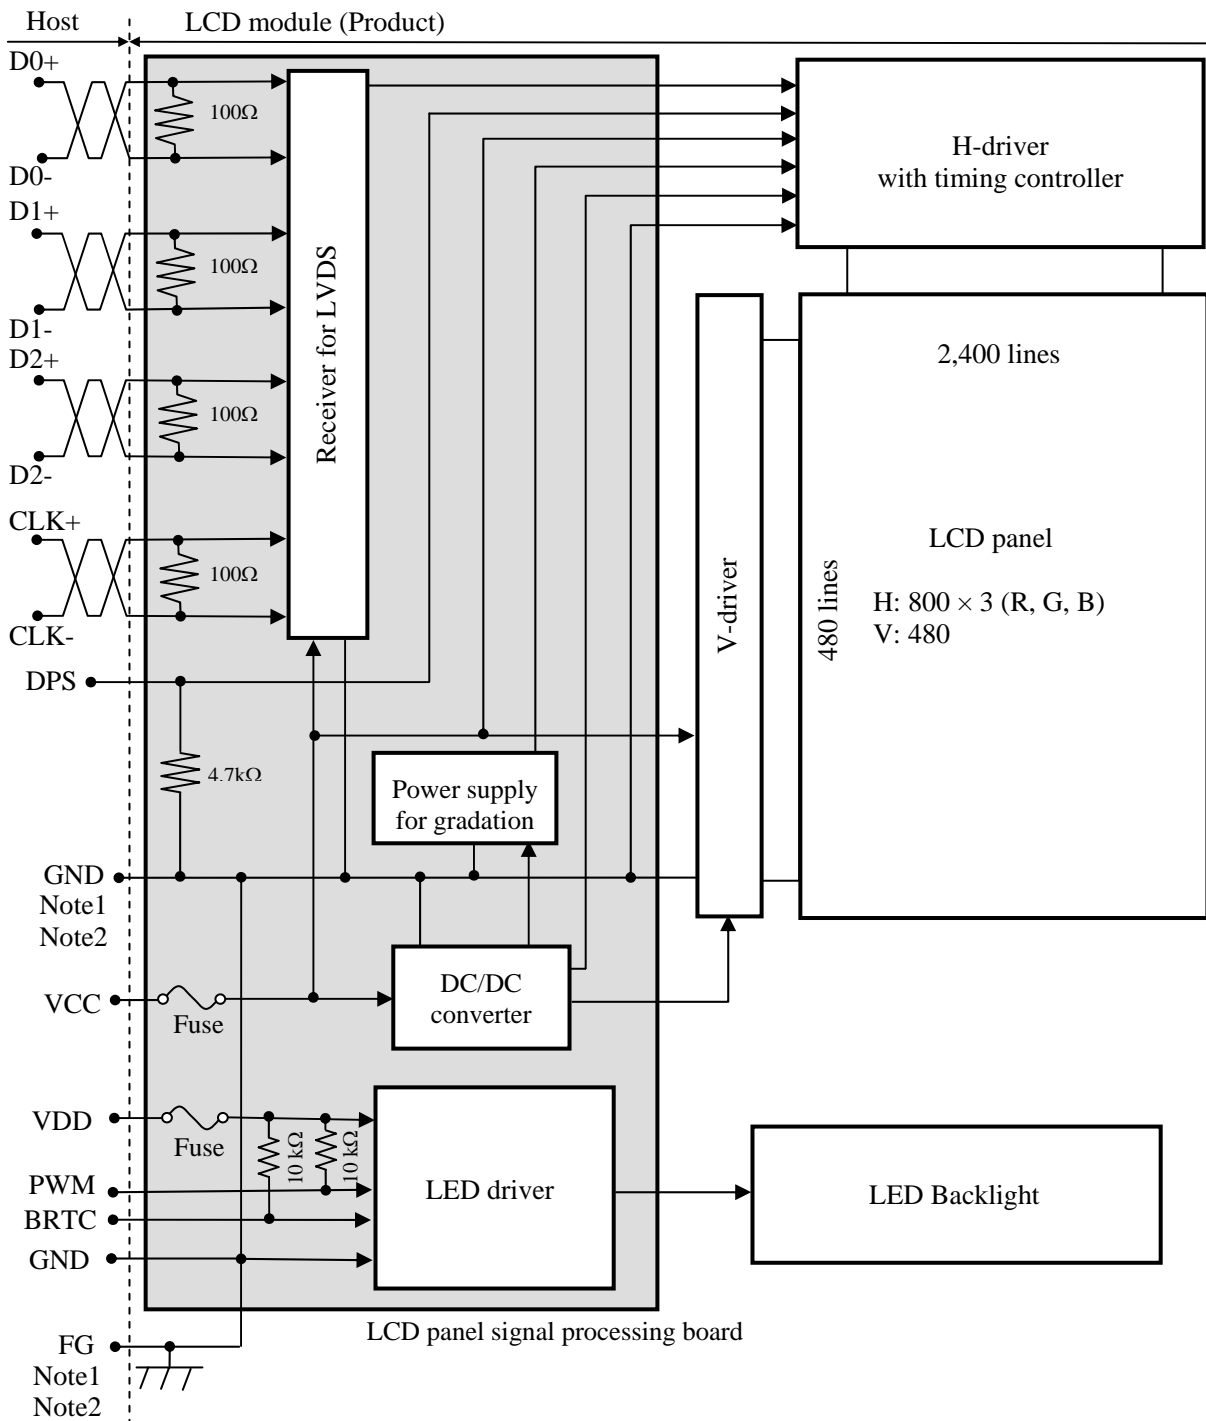 Host
LCD module (Product)
D0+
100Ω
D0-
D1+
100Ω
D1-
D2+
100Ω
D2-
CLK+
100Ω
CLK-
Receiver for LVDS
H-driver
with timing controller
2,400 lines
LCD panel
H: 800 × 3 (R, G, B)
V: 480
480 lines
V-driver
DPS
4.7kΩ
Power supply
for gradation
GND
Note1
Note2
DC/DC
converter
VCC
Fuse
VDD
Fuse
10 kΩ
10 kΩ
PWM
BRTC
GND
LED driver
LED Backlight
LCD panel signal processing board
FG
Note1
Note2